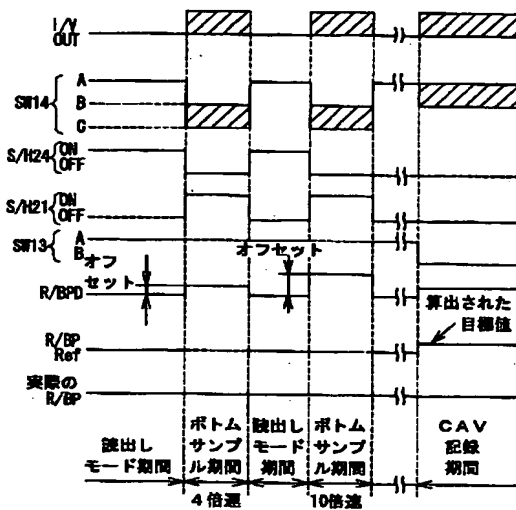 I/V
OUT
SW14
A
B
C
S/H24
ON
OFF
S/H21
ON
OFF
SW13
A
B
オフ
セット
オフセット
R/BPD
算出された
目標値
R/BP
Ref
実際の
R/BP
読出し
モード期間
ボトム
サンプ
ル期間
読出し
モード
期間
ボトム
サンプ
ル期間
CAV
記録
期間
4倍速
10倍速